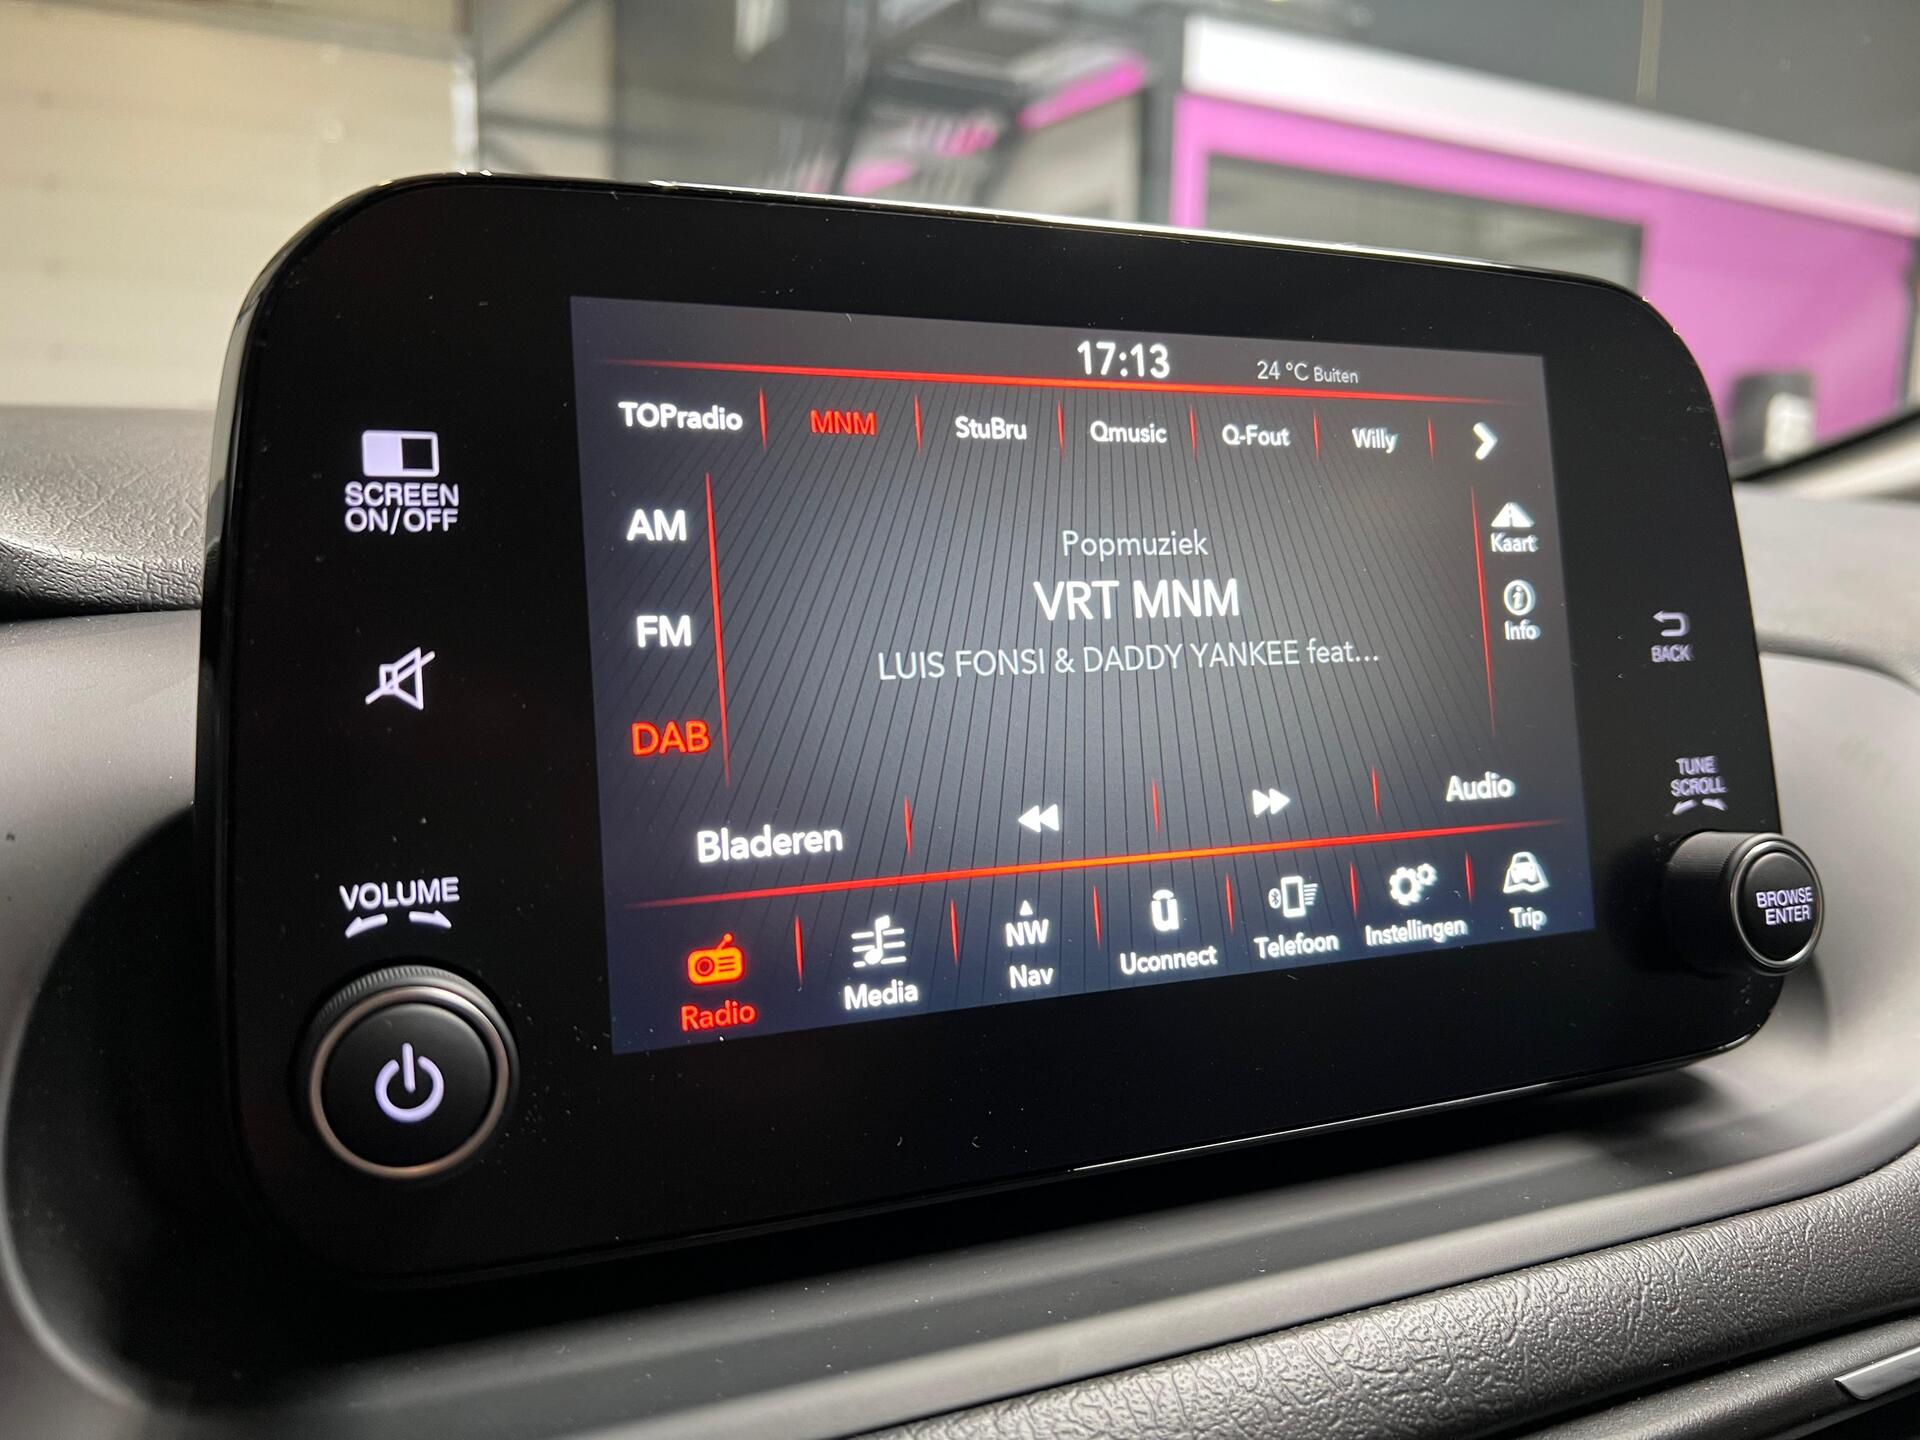 17:13
24 °C Buiten
TOPradio MNM StuBru Qmusic Q-Fout Willy
SCREEN
ON/OFF
AM
FM
DAB
Popmuziek
VRT MNM
LUIS FONSI & DADDY YANKEE feat...
Kaart
Info
BACK
TUNE
SCROLL
BROWSE
ENTER
VOLUME
Bladeren
Audio
NW
Radio Media Nav Uconnect Telefoon Instellingen Trip